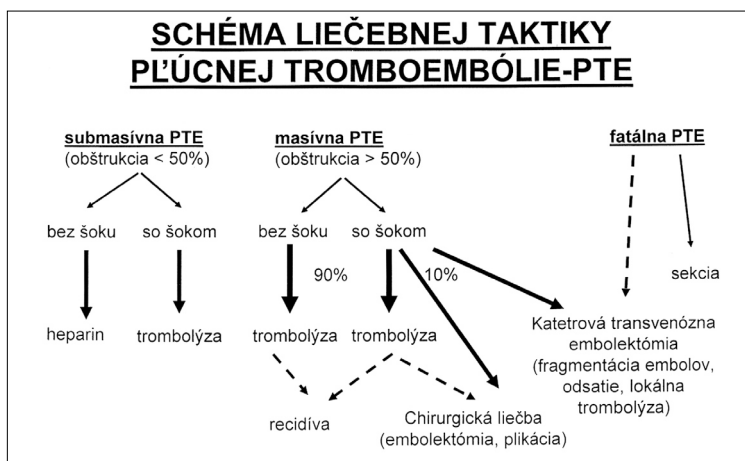 SCHÉMA LIEČEBNEJ TAKTIKY
PĽÚCNEJ TROMBOEMBÓLIE-PTE
submasívna PTE
(obštrukcia < 50%)
masívna PTE
(obštrukcia > 50%)
fatálna PTE
bez šoku
so šokom
bez šoku
so šokom
90%
10%
sekcia
heparin
trombolýza
trombolýza
trombolýza
Katetrová transvenózna
embolektómia
(fragmentácia embolov,
odsatie, lokálna
trombolýza)
recidíva
Chirurgická liečba
(embolektómia, plikácia)